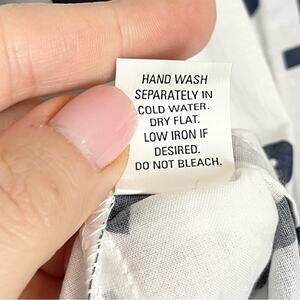 HAND WASH
SEPARATELY IN
COLD WATER.
DRY FLAT.
LOW IRON IF
DESIRED.
DO NOT BLEACH.